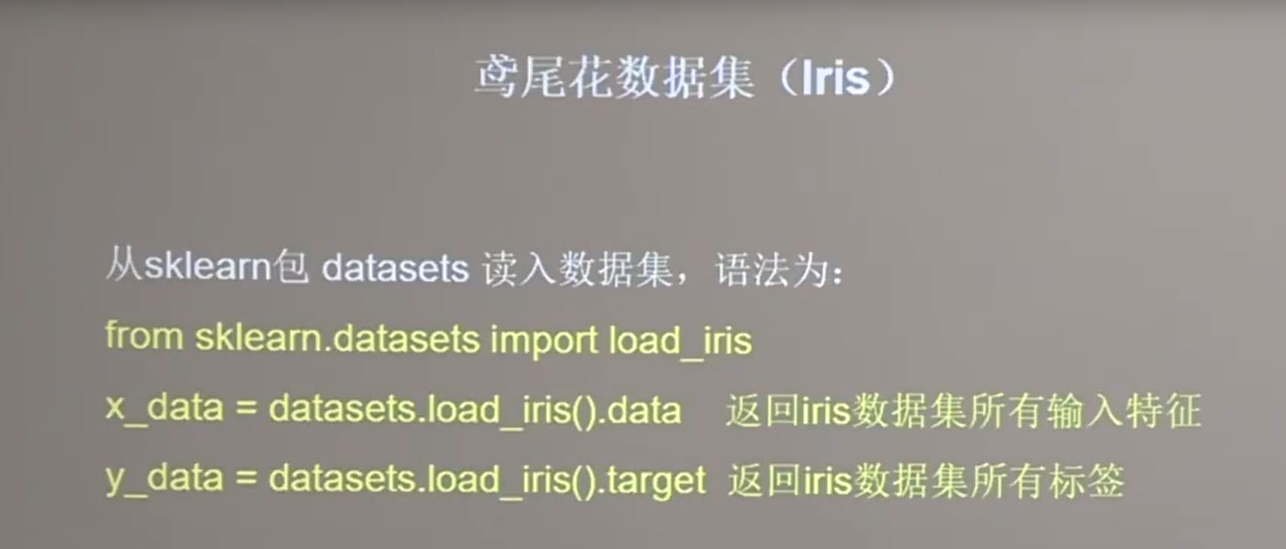 鸢尾花数据集（Iris）
从sklearn包 datasets 读入数据集，语法为：
from sklearn.datasets import load_iris
x_data = datasets.load_iris().data 返回iris数据集所有输入特征
y_data = datasets.load_iris().target 返回iris数据集所有标签